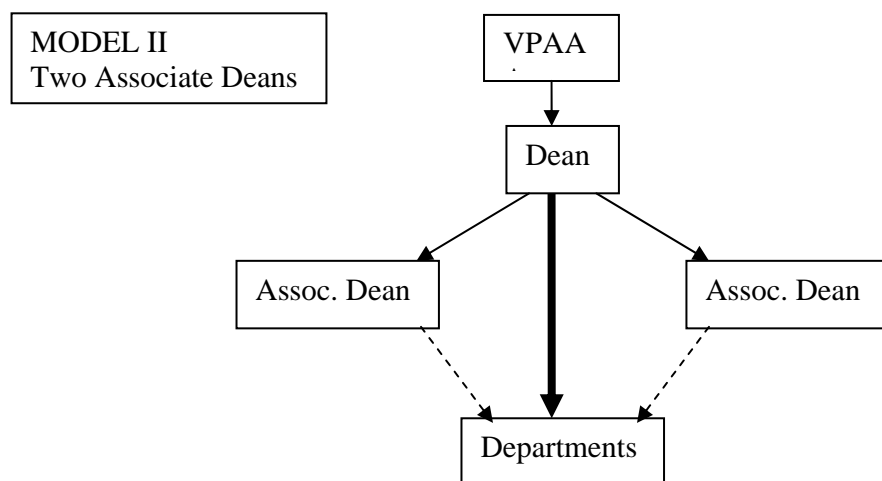 MODEL II
Two Associate Deans
VPAA
Dean
Assoc. Dean
Assoc. Dean
Departments